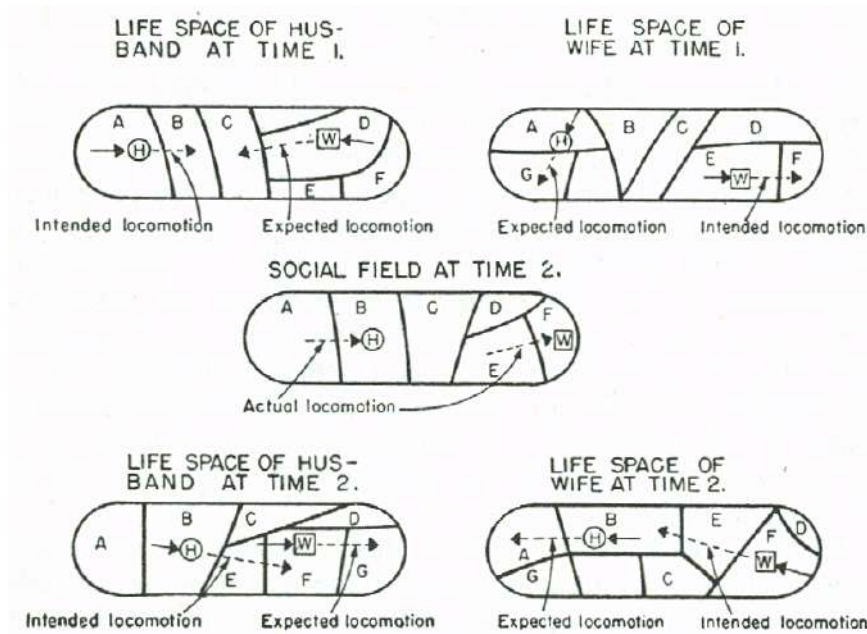 LIFE SPACE OF HUS-
BAND AT TIME 1.
A
B
C
D
H
W
E
F
Intended locomotion
Expected locomotion
LIFE SPACE OF
WIFE AT TIME 1.
A
B
C
D
H
E
F
G
W
Expected locomotion
Intended locomotion
SOCIAL FIELD AT TIME 2.
A
B
C
D
F
H
W
E
Actual locomotion
LIFE SPACE OF HUS-
BAND AT TIME 2.
B
C
D
A
H
W
E
F
G
Intended locomotion
Expected locomotion
LIFE SPACE OF
WIFE AT TIME 2.
B
E
D
F
H
A
W
G
C
Expected locomotion
Intended locomotion